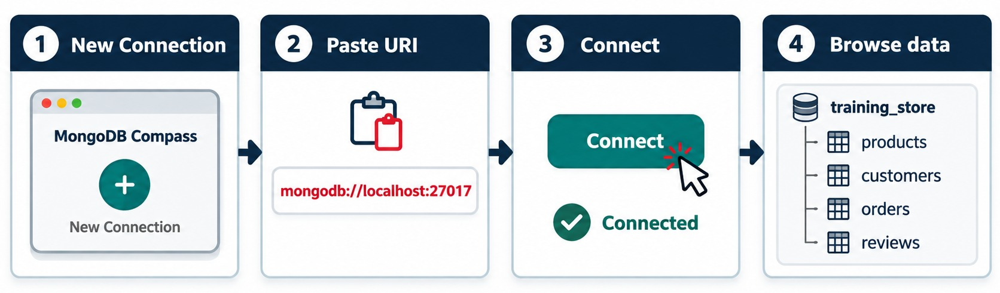 1 New Connection
MongoDB Compass
New Connection
2 Paste URI
mongodb://localhost:27017
3 Connect
Connect
Connected
4 Browse data
training_store
products
customers
orders
reviews